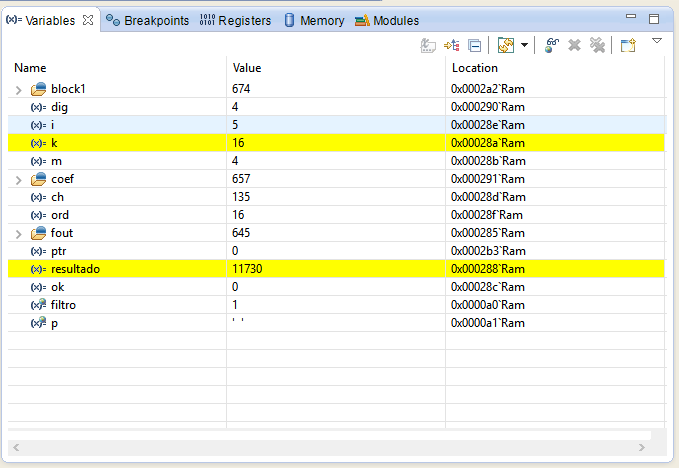 (x)= Variables Breakpoints 1010 0101 Registers Memory Modules
Name Value Location
block1 674 0x0002a2`Ram
(x)= dig 4 0x000290`Ram
(x)= i 5 0x00028e`Ram
(x)= k 16 0x00028a`Ram
(x)= m 4 0x00028b`Ram
coef 657 0x000291`Ram
(x)= ch 135 0x00028d`Ram
(x)= ord 16 0x00028f`Ram
fout 645 0x000285`Ram
(x)= ptr 0 0x0002b3`Ram
(x)= resultado 11730 0x000288`Ram
(x)= ok 0 0x00028c`Ram
(x) filtro 1 0x0000a0`Ram
(x) p ' ' 0x0000a1`Ram